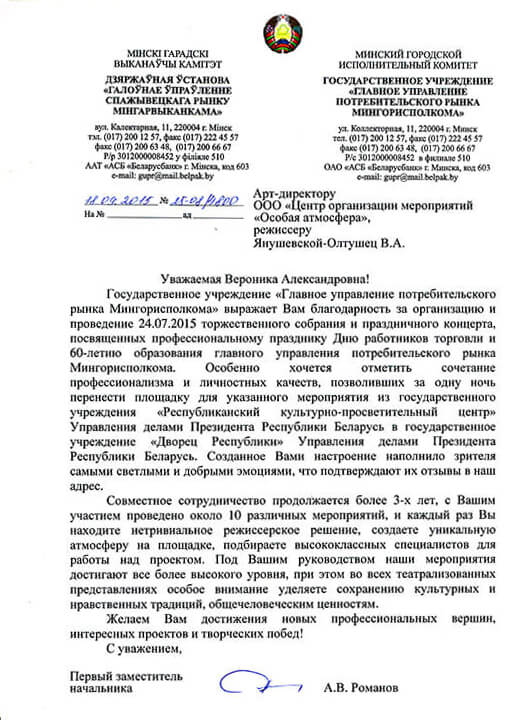 МІНСКІ ГАРАДСКІ
ВЫКАНАЎЧЫ КАМІТЭТ
ДЗЯРЖАЎНАЯ ЎСТАНОВА
«ГАЛОЎНАЕ ЎПРАЎЛЕННЕ
СПАЖЫВЕЦКАГА РЫНКУ
МІНГАРВЫКАНКАМА»
вул. Калектарная, 11, 220004 г. Мінск
тэл. (017) 200 12 57, факс (017) 222 45 57
факс (017) 200 63 48, (017) 200 66 67
Р/р 3012000008452 у філіяле 510
ААТ «АСБ «Беларусбанк» г. Мінска, код 603
e-mail: gupr@mail.belpak.by
МИНСКИЙ ГОРОДСКОЙ
ИСПОЛНИТЕЛЬНЫЙ КОМИТЕТ
ГОСУДАРСТВЕННОЕ УЧРЕЖДЕНИЕ
«ГЛАВНОЕ УПРАВЛЕНИЕ
ПОТРЕБИТЕЛЬСКОГО РЫНКА
МИНГОРИСПОЛКОМА»
ул. Коллекторная, 11, 220004 г. Минск
тел. (017) 200 12 57, факс (017) 222 45 57
факс (017) 200 63 48, (017) 200 66 67
Р/с 3012000008452 в филиале 510
ОАО «АСБ «Беларусбанк» г. Минска, код 603
e-mail: gupr@mail.belpak.by
2015 №
На № ад
Арт-директору
ООО «Центр организации мероприятий
«Особая атмосфера»,
режиссеру
Янушевской-Олтушец В.А.
Уважаемая Вероника Александровна!
Государственное учреждение «Главное управление потребительского
рынка Мингорисполкома» выражает Вам благодарность за организацию и
проведение 24.07.2015 торжественного собрания и праздничного концерта,
посвященных профессиональному празднику Дню работников торговли и
60-летию образования главного управления потребительского рынка
Мингорисполкома. Особенно хочется отметить сочетание
профессионализма и личностных качеств, позволивших за одну ночь
перенести площадку для указанного мероприятия из государственного
учреждения «Республиканский культурно-просветительный центр»
Управления делами Президента Республики Беларусь в государственное
учреждение «Дворец Республики» Управления делами Президента
Республики Беларусь. Созданное Вами настроение наполнило зрителя
самыми светлыми и добрыми эмоциями, что подтверждают их отзывы в наш
адрес.
Совместное сотрудничество продолжается более 3-х лет, с Вашим
участием проведено около 10 различных мероприятий, и каждый раз Вы
находите нетривиальное режиссерское решение, создаете уникальную
атмосферу на площадке, подбираете высококлассных специалистов для
работы над проектом. Под Вашим руководством наши мероприятия
достигают все более высокого уровня, при этом во всех театрализованных
представлениях особое внимание уделяете сохранению культурных и
нравственных традиций, общечеловеческим ценностям.
Желаем Вам достижения новых профессиональных вершин,
интересных проектов и творческих побед!
С уважением,
Первый заместитель
начальника
А.В. Романов